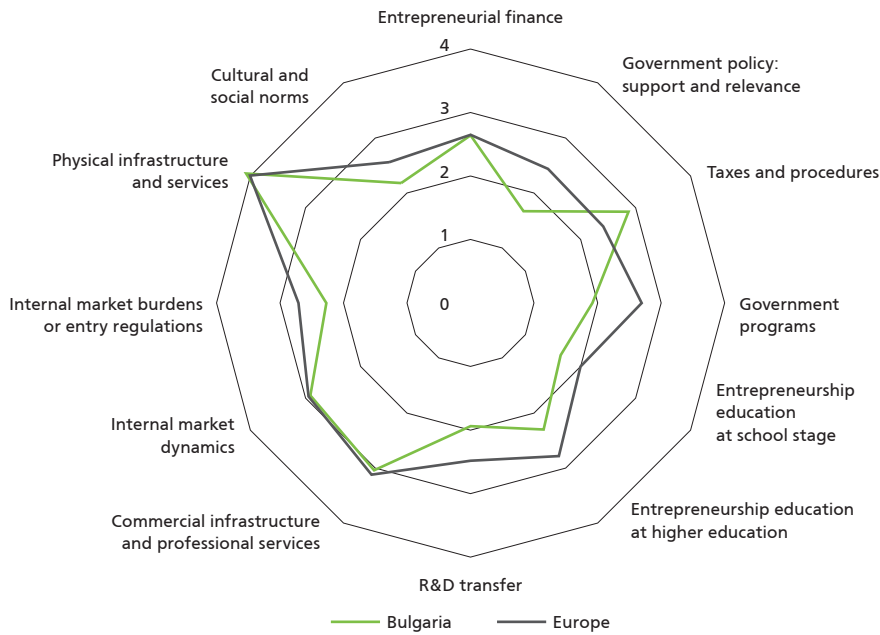 Entrepreneurial finance
4
Government policy:
support and relevance
Cultural and
social norms
3
Physical infrastructure
and services
Taxes and procedures
2
1
Internal market burdens
or entry regulations
0
Government
programs
Entrepreneurship
education
at school stage
Internal market
dynamics
Entrepreneurship education
at higher education
Commercial infrastructure
and professional services
R&D transfer
Bulgaria
Europe